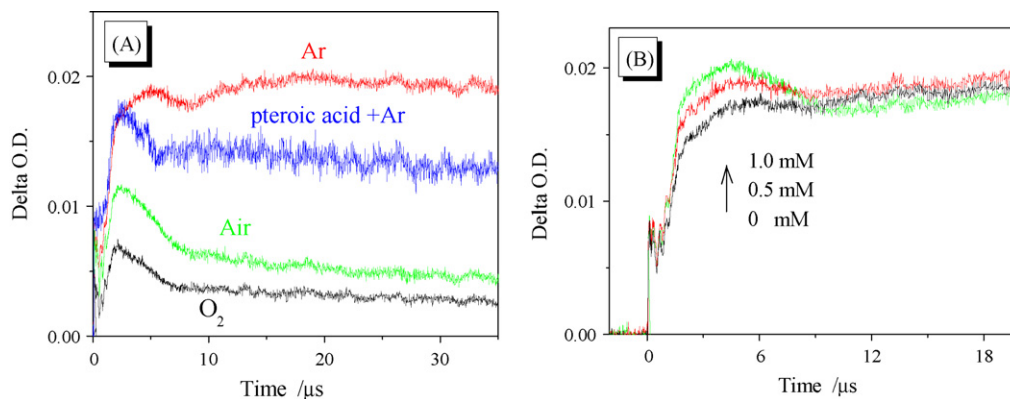 (A)
Ar
pteroic acid +Ar
Air
O₂
0.02
0.01
0.00
Delta O.D.
0
10
20
30
Time /μs
(B)
1.0 mM
0.5 mM
0 mM
0.02
0.01
0.00
Delta O.D.
0
6
12
18
Time /μs